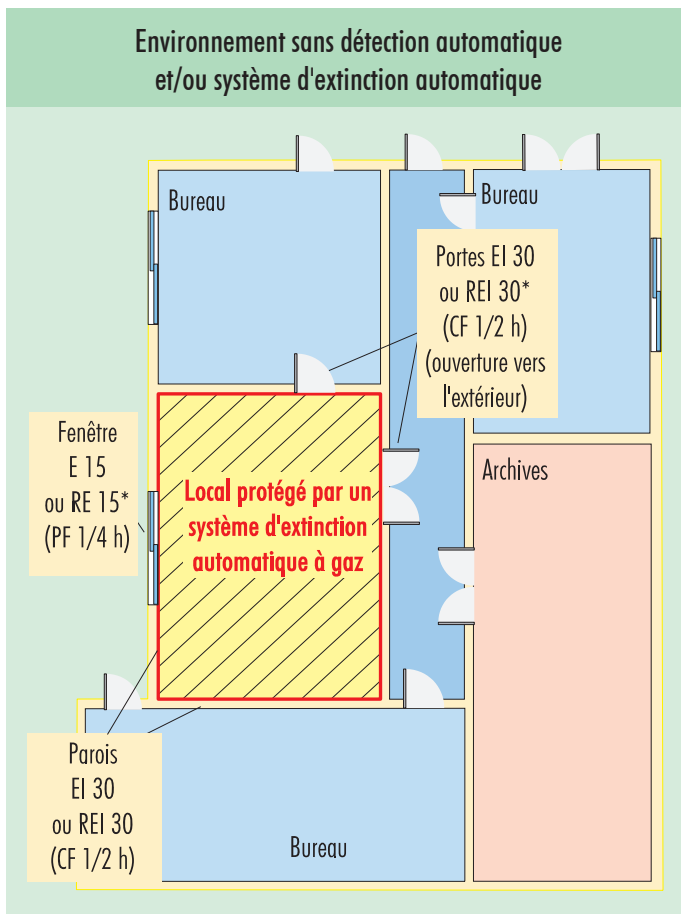 Environnement sans détection automatique
et/ou système d'extinction automatique
Bureau
Bureau
Portes EI 30
ou REI 30*
(CF 1/2 h)
(ouverture vers
l'extérieur)
Fenêtre
E 15
ou RE 15*
(PF 1/4 h)
Local protégé par un
système d'extinction
automatique à gaz
Archives
Parois
EI 30
ou REI 30
(CF 1/2 h)
Bureau